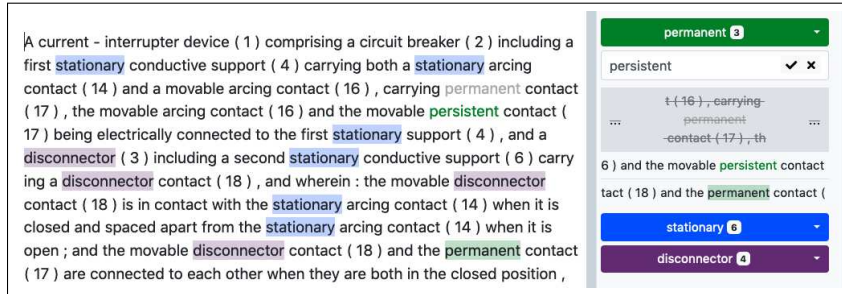 A current - interrupter device ( 1 ) comprising a circuit breaker ( 2 ) including a
first stationary conductive support ( 4 ) carrying both a stationary arcing
contact ( 14 ) and a movable arcing contact ( 16 ) , carrying permanent contact
( 17 ) , the movable arcing contact ( 16 ) and the movable persistent contact (
17 ) being electrically connected to the first stationary support ( 4 ) , and a
disconnector ( 3 ) including a second stationary conductive support ( 6 ) carry
ing a disconnector contact ( 18 ) , and wherein : the movable disconnector
contact ( 18 ) is in contact with the stationary arcing contact ( 14 ) when it is
closed and spaced apart from the stationary arcing contact ( 14 ) when it is
open ; and the movable disconnector contact ( 18 ) and the permanent contact
( 17 ) are connected to each other when they are both in the closed position ,
permanent 3
persistent
t ( 16 ) , carrying
... permanent ...
contact ( 17 ) , th
6 ) and the movable persistent contact
tact ( 18 ) and the permanent contact (
stationary 6
disconnector 4